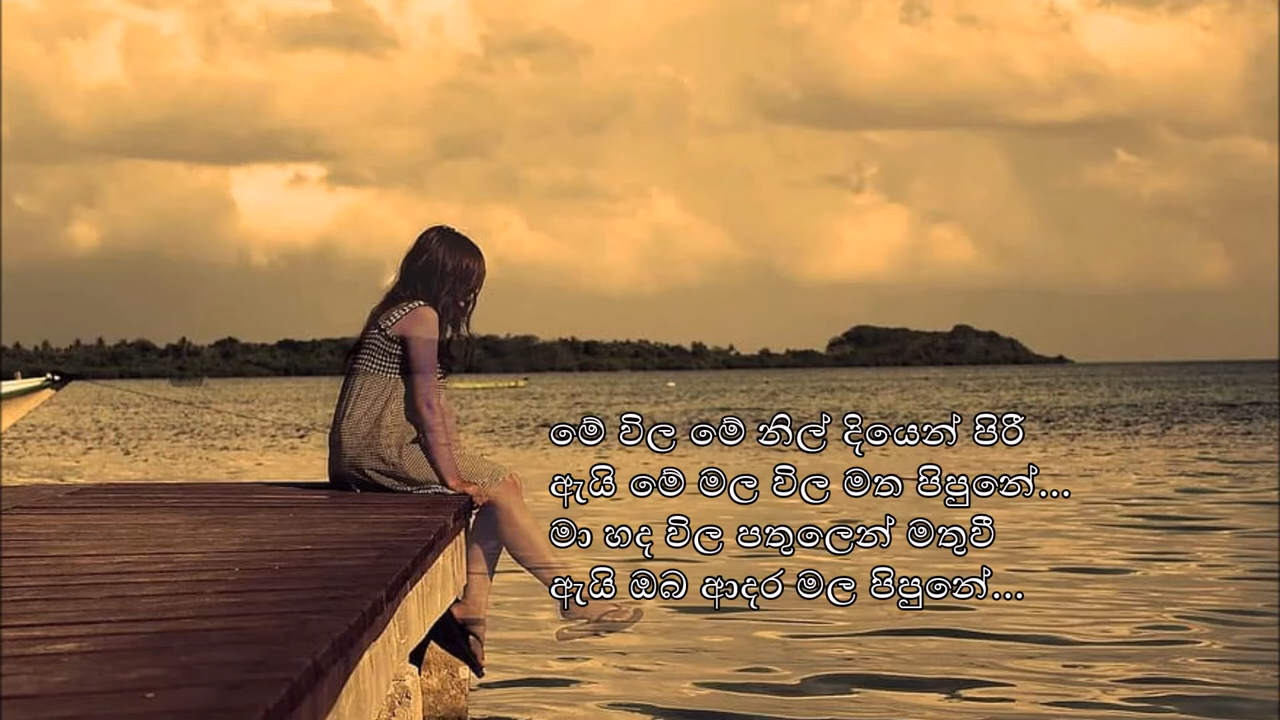 මේ විල මේ නිල් දියෙන් පිරී
ඇයි මේ මල විල මත පිපුනේ...
මා හද විල පතුලෙන් මතුවී
ඇයි ඔබ ආදර මල පිපුනේ...